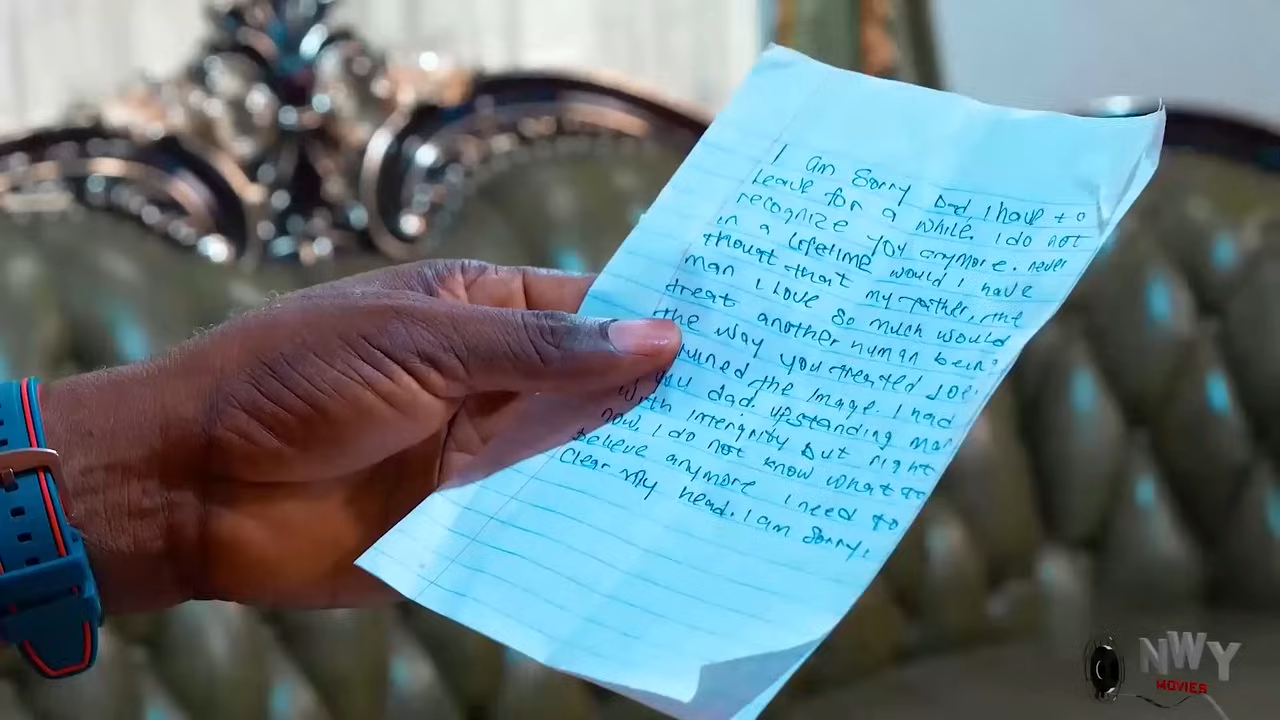 I am Sorry Dad, I have to
Leave for a while. I do not
recognize you anymore. never
in a lifetime would I have
thought that my father, the
man I love so much would
treat another human being
the way you treated Joe.
ruined the image. I had
you dad, upstanding man
with integrity but right
now, I do not know what to
believe anymore I need to
Clear my head. I am Sorry.
NWY
MOVIES